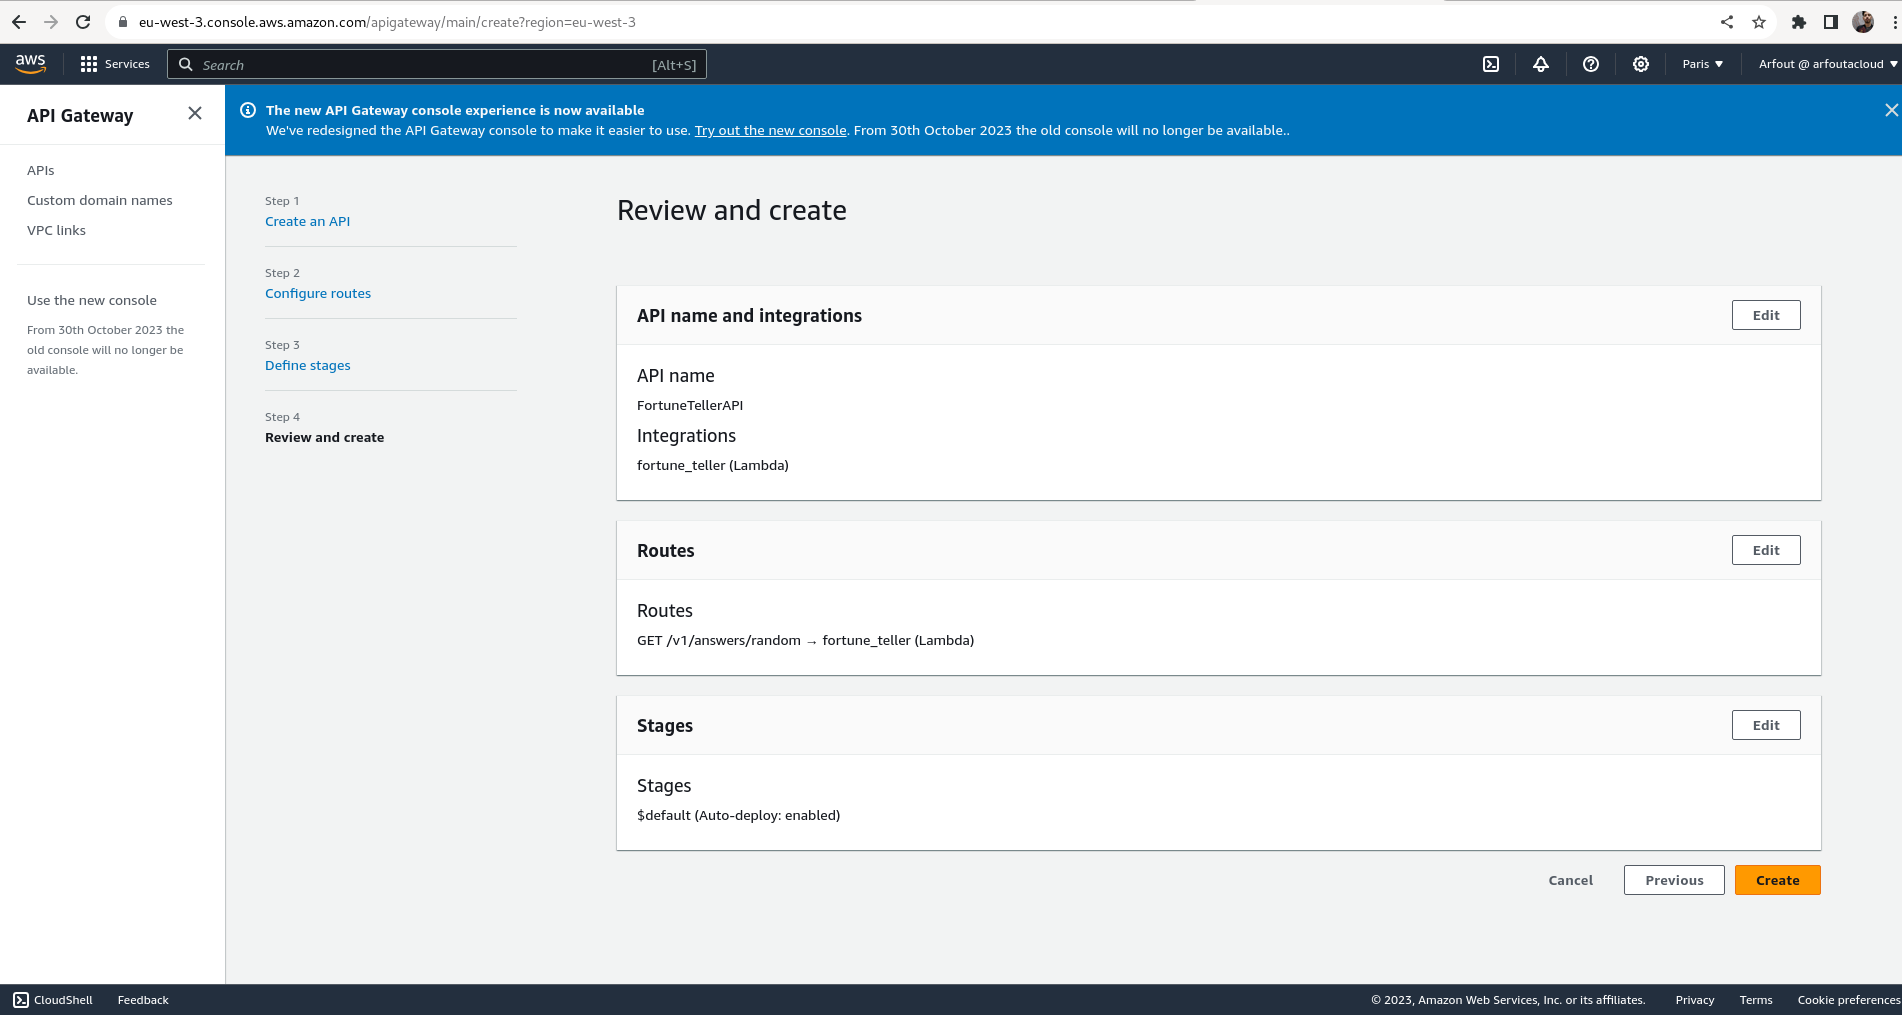 eu-west-3.console.aws.amazon.com/apigateway/main/create?region=eu-west-3
aws
Services
Search
[Alt+S]
Paris
Arfout @ arfoutacloud
API Gateway
APIs
Custom domain names
VPC links
Use the new console
From 30th October 2023 the
old console will no longer be
available.
The new API Gateway console experience is now available
We've redesigned the API Gateway console to make it easier to use. Try out the new console. From 30th October 2023 the old console will no longer be available..
Step 1
Create an API
Step 2
Configure routes
Step 3
Define stages
Step 4
Review and create
Review and create
API name and integrations
Edit
API name
FortuneTellerAPI
Integrations
fortune_teller (Lambda)
Routes
Edit
Routes
GET /v1/answers/random → fortune_teller (Lambda)
Stages
Edit
Stages
$default (Auto-deploy: enabled)
Cancel
Previous
Create
CloudShell
Feedback
© 2023, Amazon Web Services, Inc. or its affiliates.
Privacy
Terms
Cookie preferences